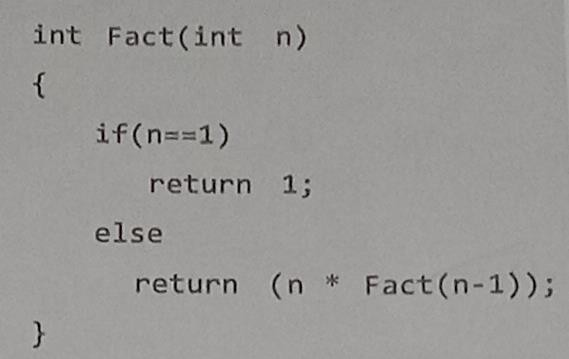 int Fact(int n)
{
if(n==1)
return 1;
else
return (n * Fact(n-1));
}